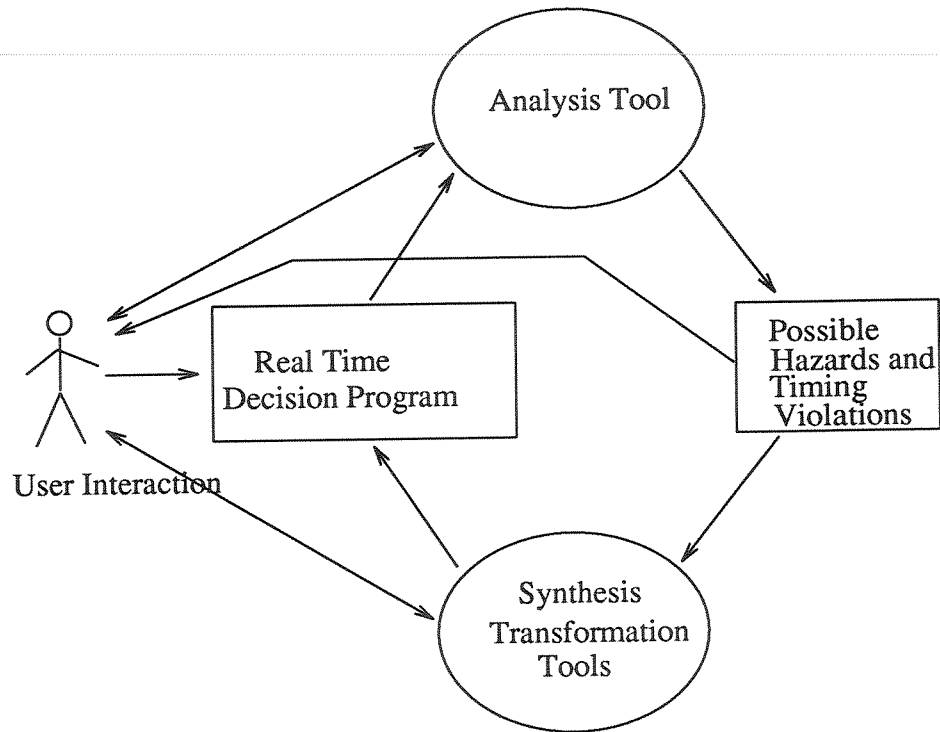 Analysis Tool
Real Time
Decision Program
Possible
Hazards and
Timing
Violations
User Interaction
Synthesis
Transformation
Tools